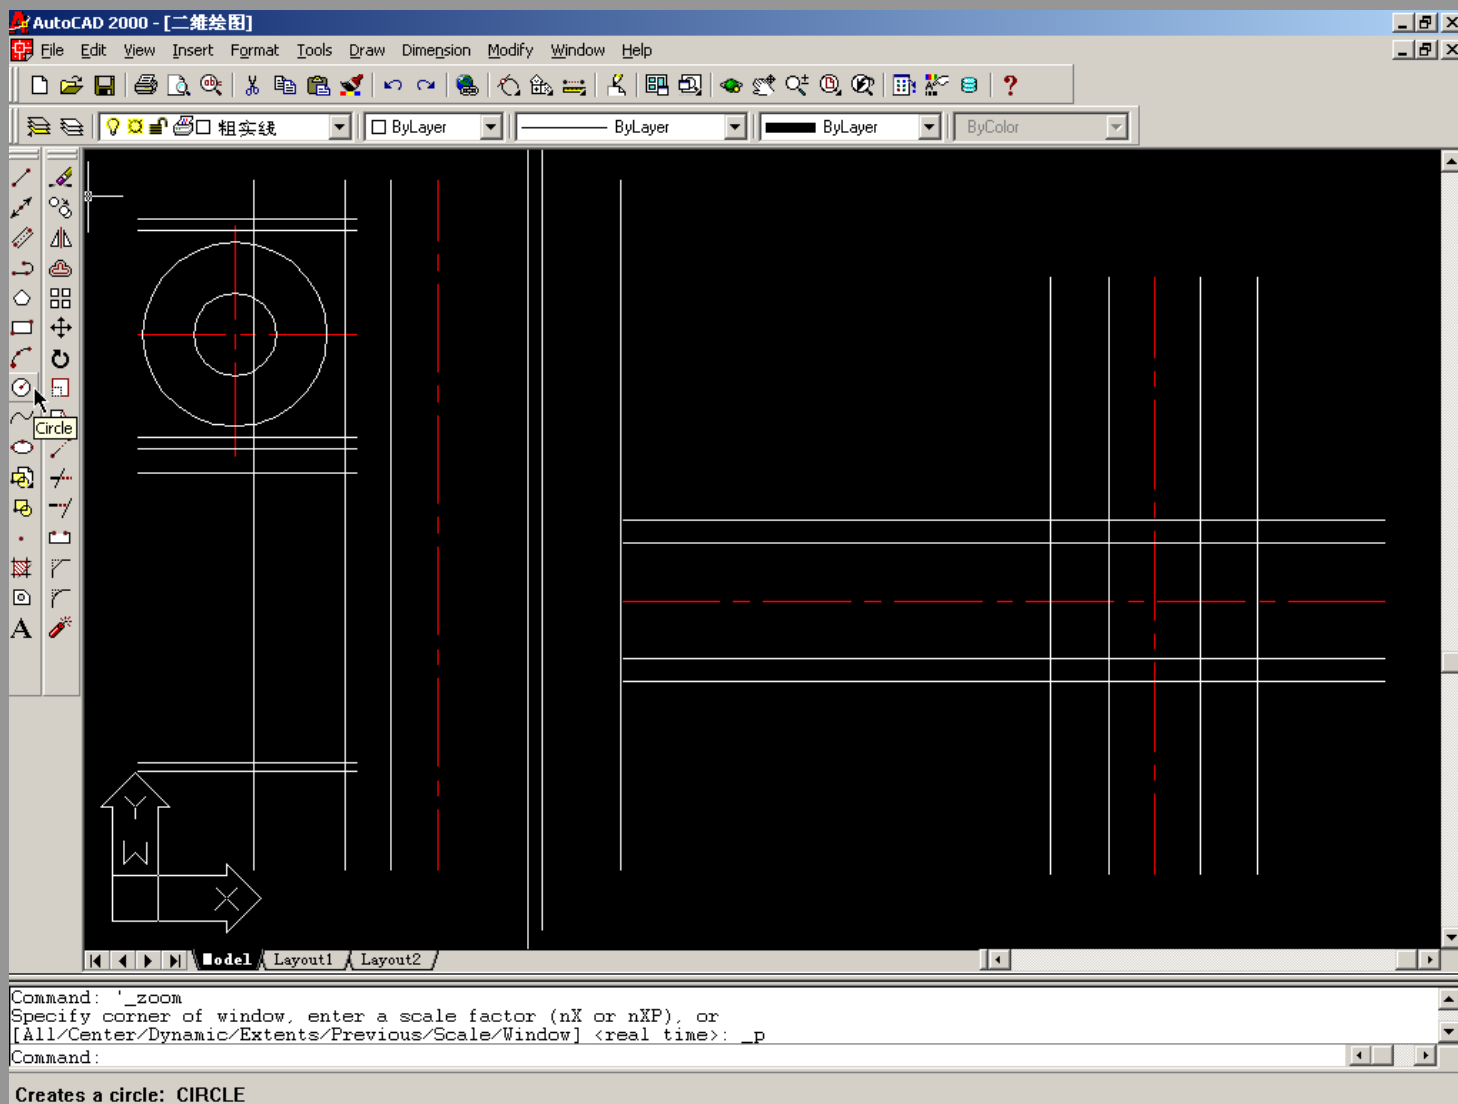 AutoCAD 2000 - [二维绘图]
File Edit View Insert Format Tools Draw Dimension Modify Window Help
粗实线 ByLayer ByLayer ByLayer ByColor
Circle
A
Y
W
X
Model Layout1 Layout2
Command: '_zoom
Specify corner of window, enter a scale factor (nX or nXP), or
[All/Center/Dynamic/Extents/Previous/Scale/Window] <real time>: _p
Command:
Creates a circle: CIRCLE